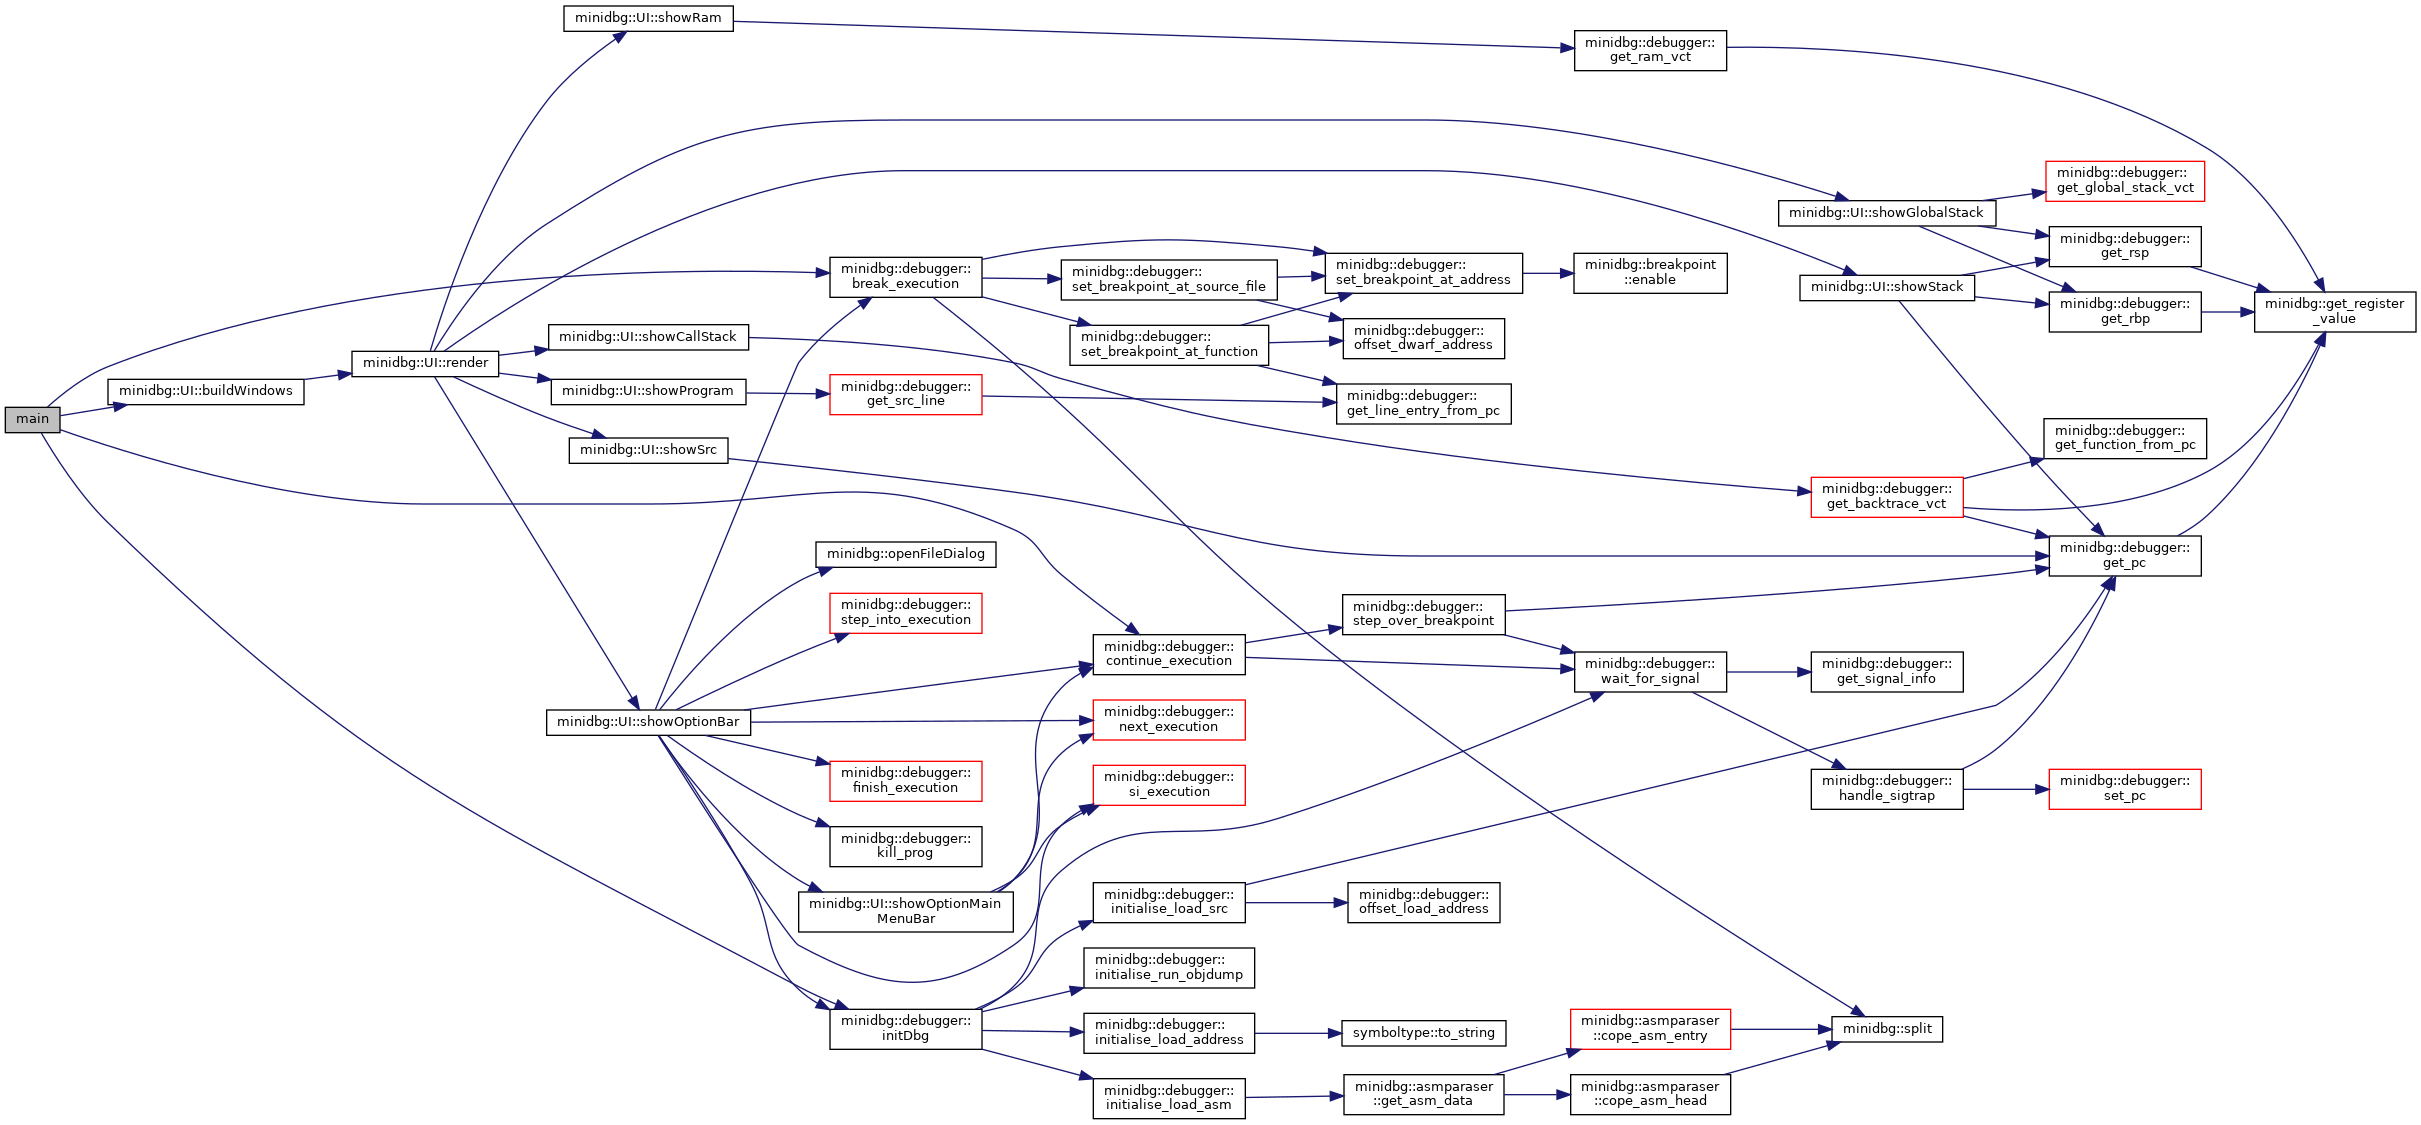 main
minidbg::UI::buildWindows
minidbg::UI::render
minidbg::UI::showRam
minidbg::UI::showCallStack
minidbg::UI::showProgram
minidbg::UI::showSrc
minidbg::UI::showOptionBar
minidbg::debugger::
break_execution
minidbg::debugger::
get_src_line
minidbg::openFileDialog
minidbg::debugger::
step_into_execution
minidbg::debugger::
finish_execution
minidbg::debugger::
kill_prog
minidbg::UI::showOptionMain
MenuBar
minidbg::debugger::
initDbg
minidbg::debugger::
set_breakpoint_at_source_file
minidbg::debugger::
set_breakpoint_at_function
minidbg::debugger::
continue_execution
minidbg::debugger::
next_execution
minidbg::debugger::
si_execution
minidbg::debugger::
initialise_load_src
minidbg::debugger::
initialise_run_objdump
minidbg::debugger::
initialise_load_address
minidbg::debugger::
initialise_load_asm
minidbg::debugger::
set_breakpoint_at_address
minidbg::debugger::
offset_dwarf_address
minidbg::debugger::
get_line_entry_from_pc
minidbg::debugger::
step_over_breakpoint
minidbg::debugger::
offset_load_address
symboltype::to_string
minidbg::asmparaser
::get_asm_data
minidbg::debugger::
get_ram_vct
minidbg::breakpoint
::enable
minidbg::debugger::
wait_for_signal
minidbg::asmparaser
::cope_asm_entry
minidbg::asmparaser
::cope_asm_head
minidbg::UI::showGlobalStack
minidbg::UI::showStack
minidbg::debugger::
get_backtrace_vct
minidbg::debugger::
get_signal_info
minidbg::debugger::
handle_sigtrap
minidbg::split
minidbg::debugger::
get_global_stack_vct
minidbg::debugger::
get_rsp
minidbg::debugger::
get_rbp
minidbg::debugger::
get_function_from_pc
minidbg::debugger::
get_pc
minidbg::debugger::
set_pc
minidbg::get_register
_value